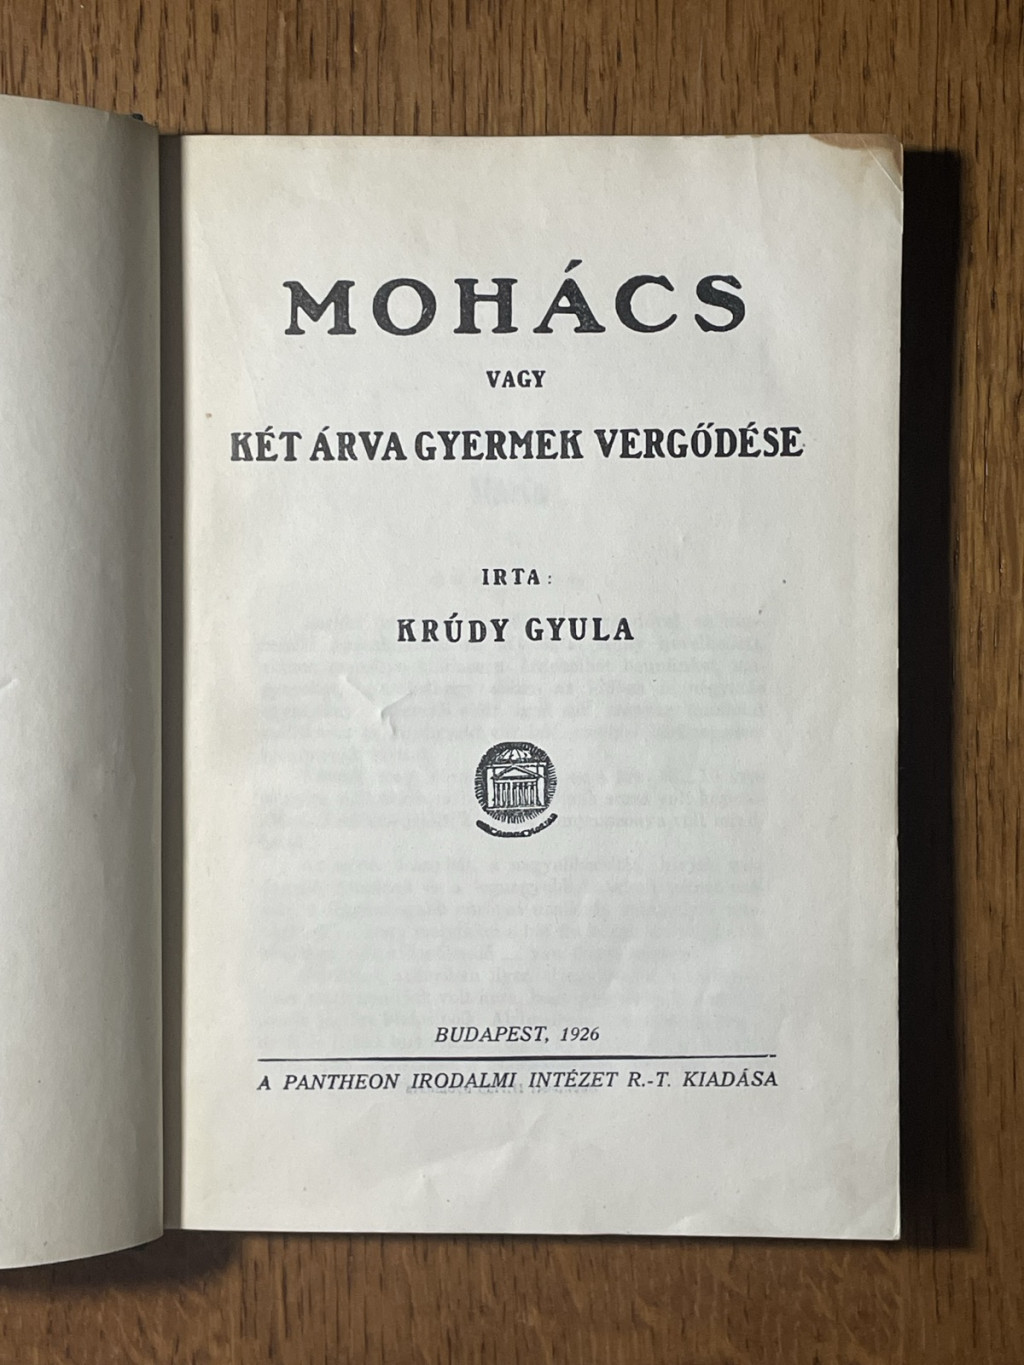 MOHÁCS
VAGY
KÉT ÁRVA GYERMEK VERGŐDÉSE
IRTA:
KRÚDY GYULA
BUDAPEST, 1926
A PANTHEON IRODALMI INTÉZET R.-T. KIADÁSA